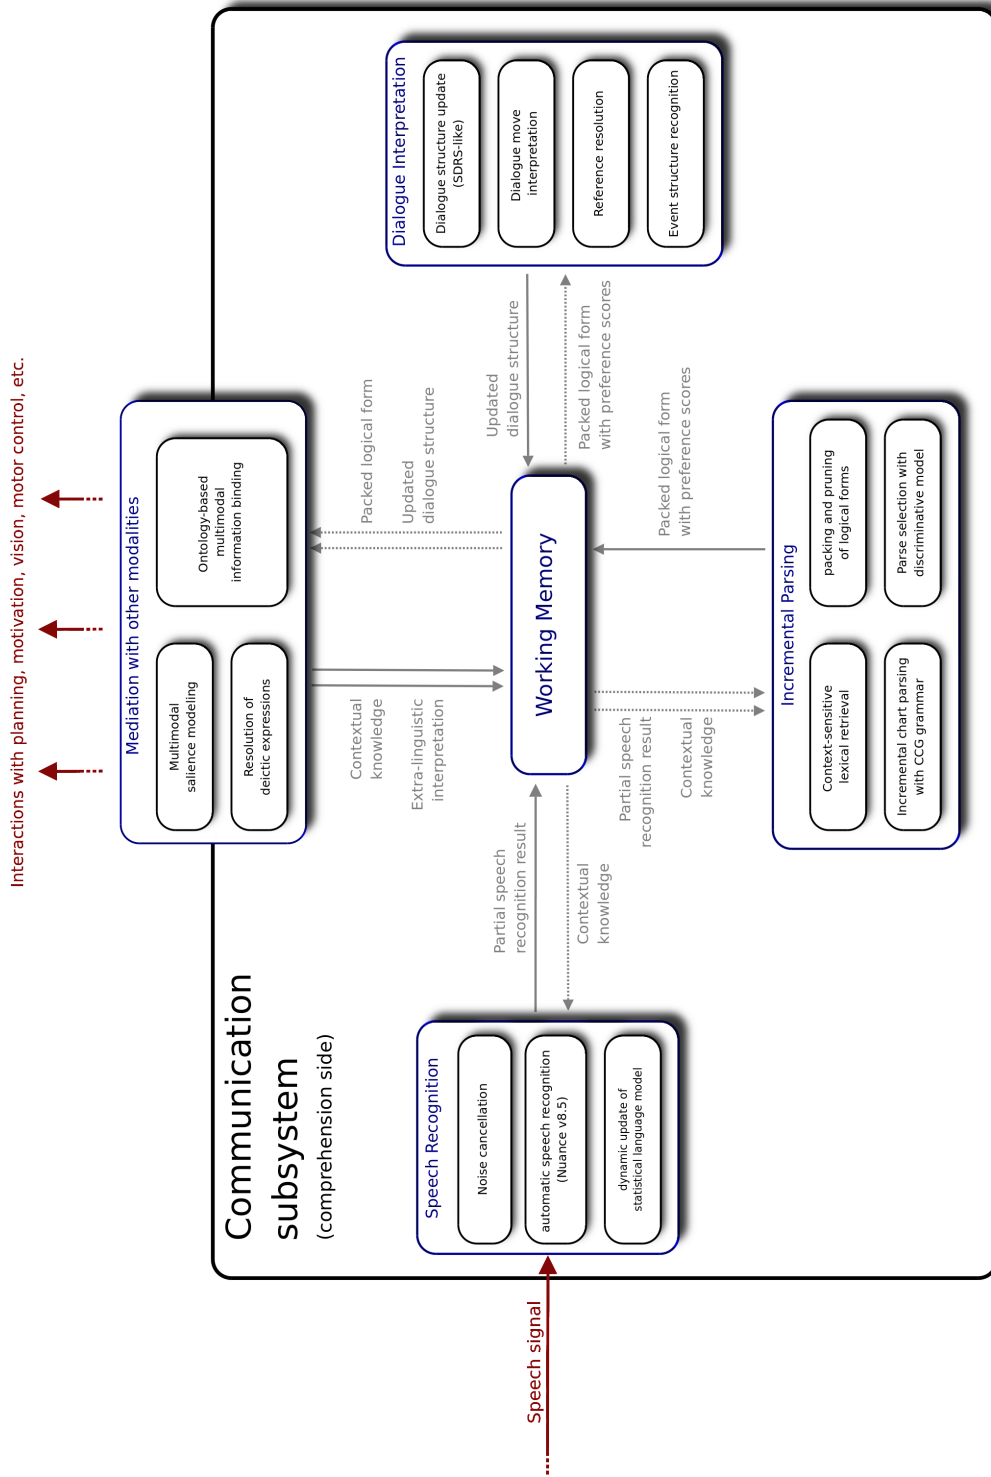 Interactions with planning, motivation, vision, motor control, etc.
Communication
subsystem
(comprehension side)
Mediation with other modalities
Multimodal
salience modeling
Resolution of
deictic expressions
Ontology-based
multimodal
information binding
Contextual
knowledge
Extra-linguistic
interpretation
Packed logical form
Updated
dialogue structure
Speech signal
Speech Recognition
Noise cancellation
automatic speech recognition
(Nuance v8.5)
dynamic update of
statistical language model
Partial speech
recognition result
Contextual
knowledge
Working Memory
Updated
dialogue structure
Packed logical form
with preference scores
Dialogue Interpretation
Dialogue structure update
(SDRS-like)
Dialogue move
interpretation
Reference resolution
Event structure recognition
Partial speech
recognition result
Contextual
knowledge
Packed logical form
with preference scores
Incremental Parsing
Context-sensitive
lexical retrieval
Incremental chart parsing
with CCG grammar
packing and pruning
of logical forms
Parse selection with
discriminative model